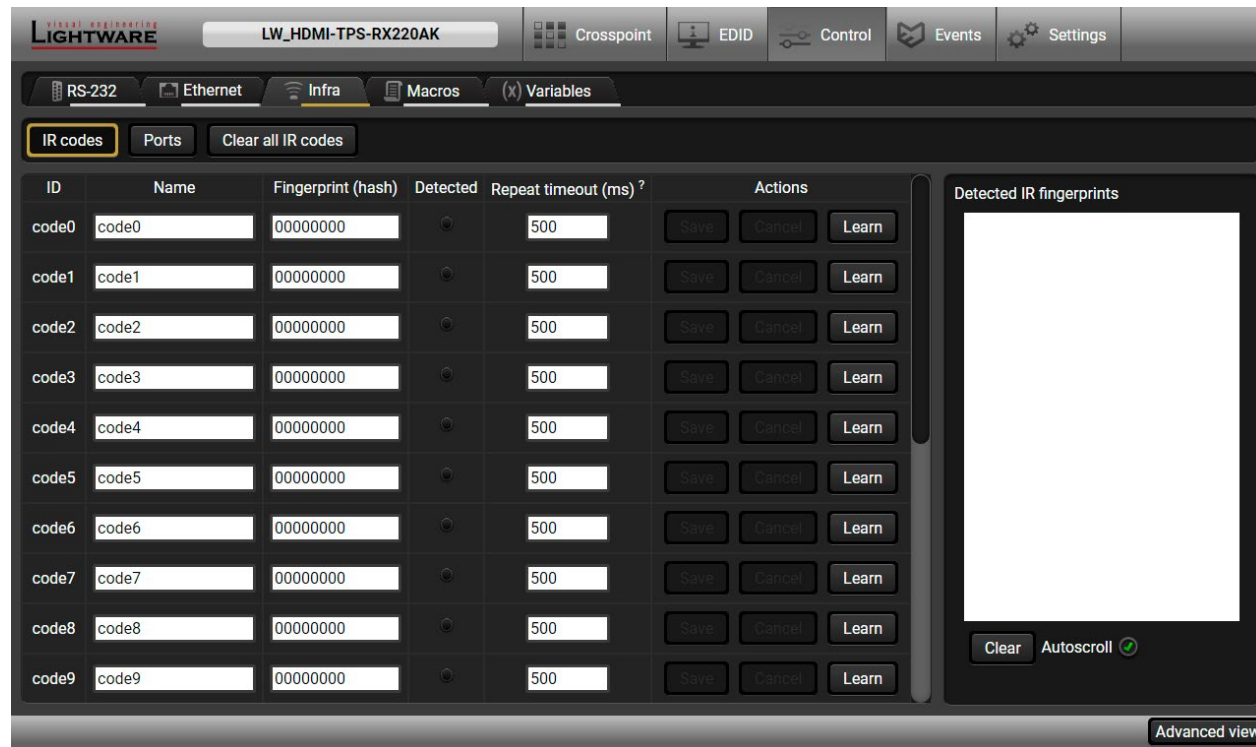 visual engineering
LIGHTWARE LW_HDMI-TPS-RX220AK Crosspoint EDID Control Events Settings
RS-232 Ethernet Infra Macros (x) Variables
IR codes Ports Clear all IR codes
ID Name Fingerprint (hash) Detected Repeat timeout (ms) ? Actions
Detected IR fingerprints
code0 code0 00000000 500 Save Cancel Learn
code1 code1 00000000 500 Save Cancel Learn
code2 code2 00000000 500 Save Cancel Learn
code3 code3 00000000 500 Save Cancel Learn
code4 code4 00000000 500 Save Cancel Learn
code5 code5 00000000 500 Save Cancel Learn
code6 code6 00000000 500 Save Cancel Learn
code7 code7 00000000 500 Save Cancel Learn
code8 code8 00000000 500 Save Cancel Learn
Clear Autoscroll
code9 code9 00000000 500 Save Cancel Learn
Advanced view